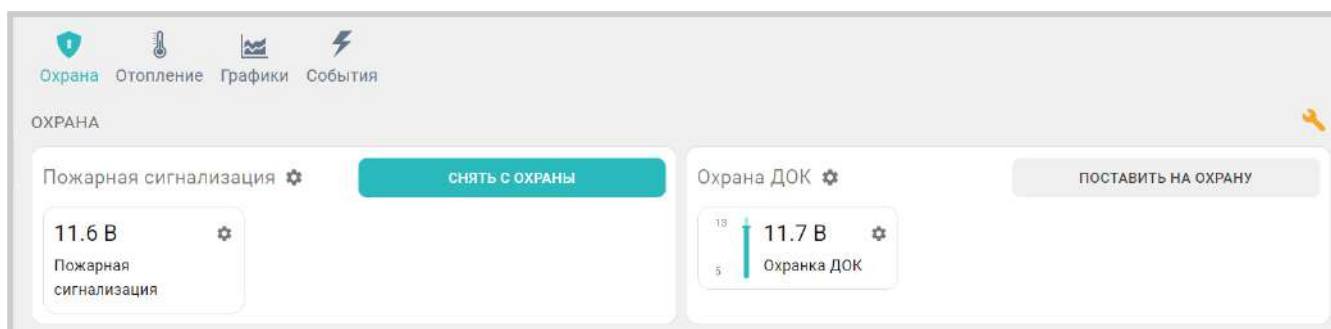 Охрана Отопление Графики События
ОХРАНА
Пожарная сигнализация СНЯТЬ С ОХРАНЫ
11.6 В
Пожарная
сигнализация
Охрана ДОК ПОСТАВИТЬ НА ОХРАНУ
13
11.7 В
5
Охранка ДОК